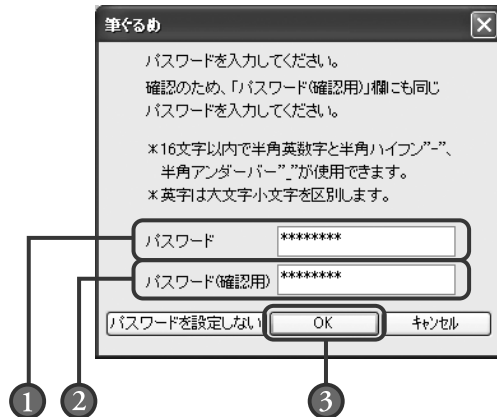 筆ぐるめ
パスワードを入力してください。
確認のため、「パスワード(確認用)」欄にも同じ
パスワードを入力してください。
*16文字以内で半角英数字と半角ハイフン"-"、
半角アンダーバー"_"が使用できます。
*英字は大文字小文字を区別します。
パスワード ********
パスワード(確認用) ********
パスワードを設定しない OK キャンセル
1 2 3